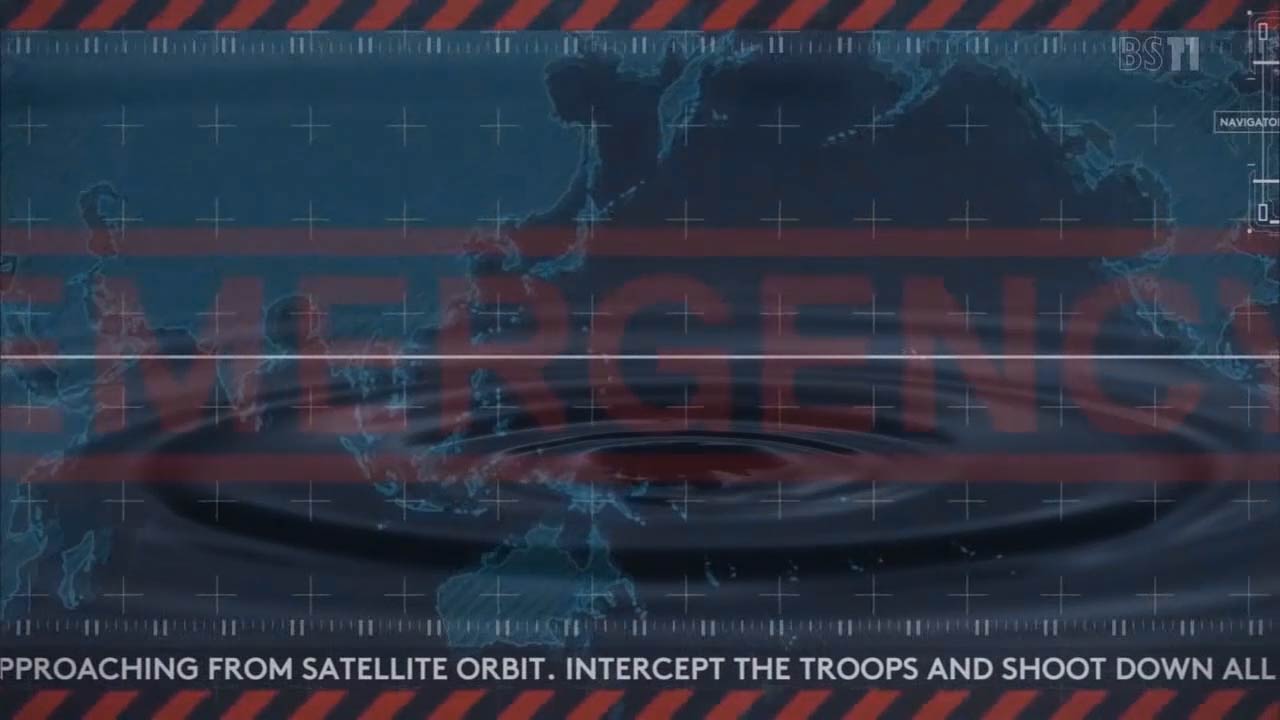 BS11
NAVIGATOR
EMERGENCY
PPROACHING FROM SATELLITE ORBIT. INTERCEPT THE TROOPS AND SHOOT DOWN ALL